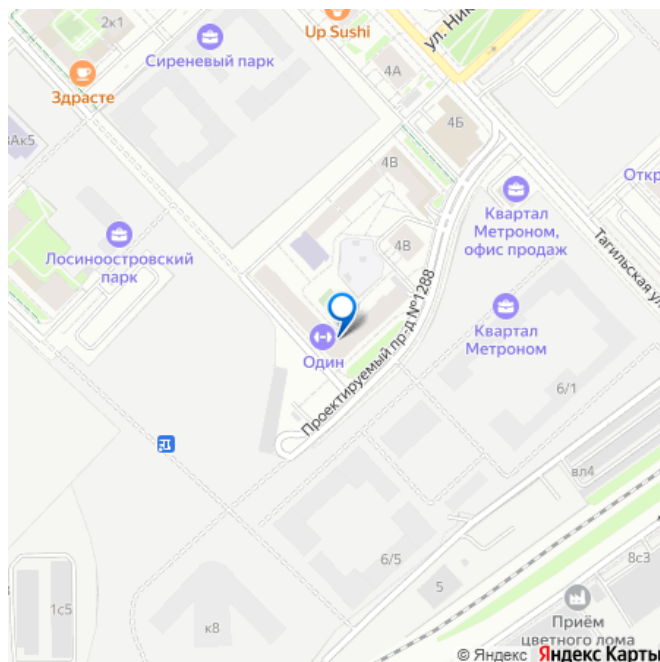 2к1
Up Sushi
ул. Ник
Сиреневый парк
4А
Здрасте
4Б
Ак5
4В
Откр
Квартал
Метроном,
офис продаж
Лосиноостровский
парк
4В
Тагильская ул.
Квартал
Метроном
Один
Проектируемый пр-д №1288
6/1
вл4
6/5
8с3
5
1с5
к8
Приём
цветного лома
© Яндекс Яндекс Карты